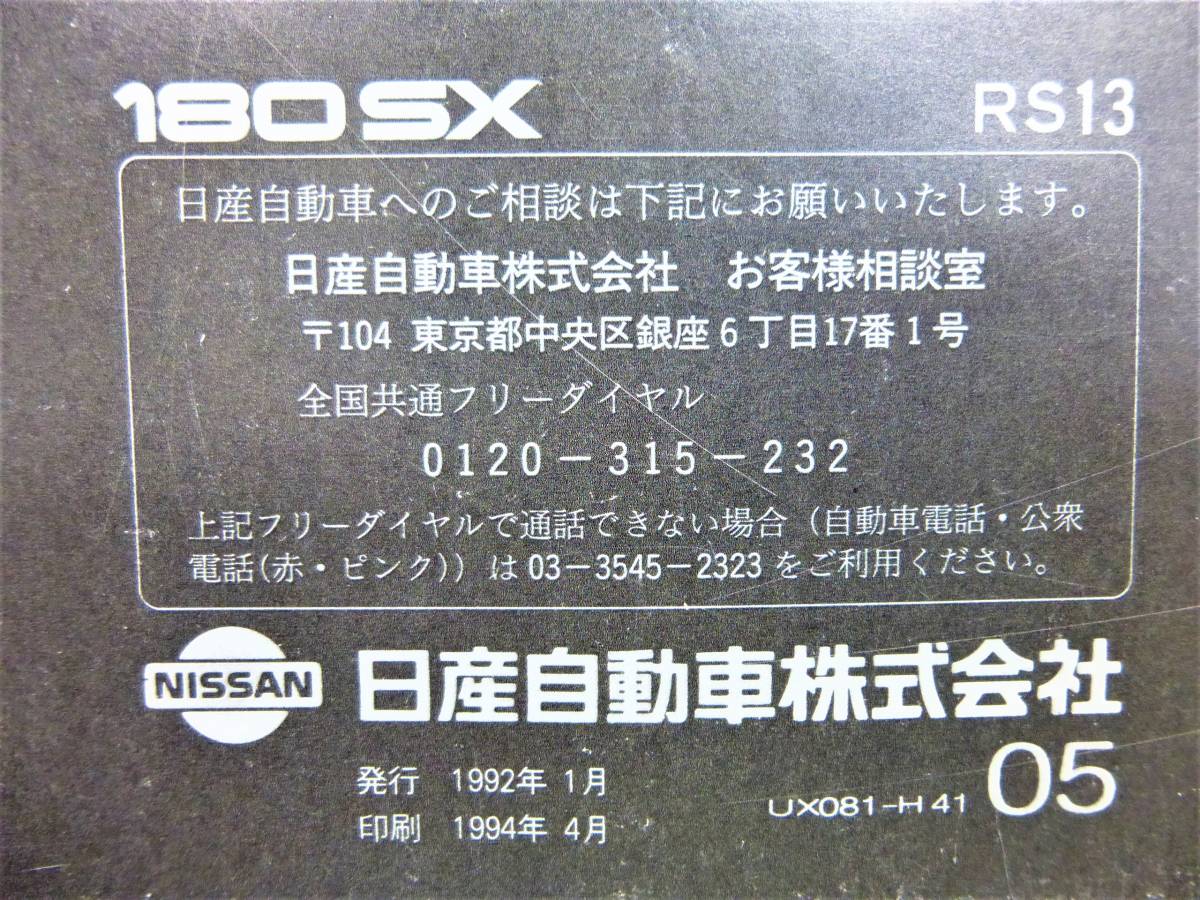 180SX RS13
日産自動車へのご相談は下記にお願いいたします。
日産自動車株式会社 お客様相談室
〒104 東京都中央区銀座6丁目17番1号
全国共通フリーダイヤル
0120-315-232
上記フリーダイヤルで通話できない場合(自動車電話・公衆
電話(赤・ピンク))は03-3545-2323をご利用ください。
NISSAN 日産自動車株式会社
発行 1992年1月
印刷 1994年4月
UX081-H41 05